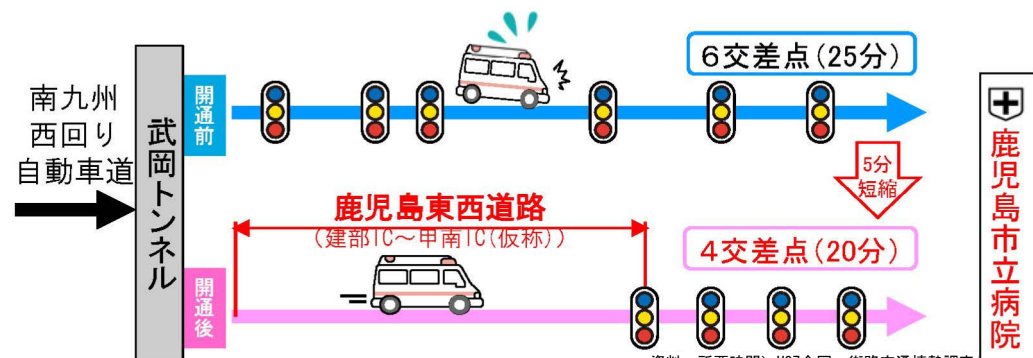 南九州
西回り
自動車道
武岡トンネル
開通前
6交差点(25分)
5分
短縮
鹿児島東西道路
(建部IC～甲南IC(仮称))
開通後
4交差点(20分)
鹿児島市立病院